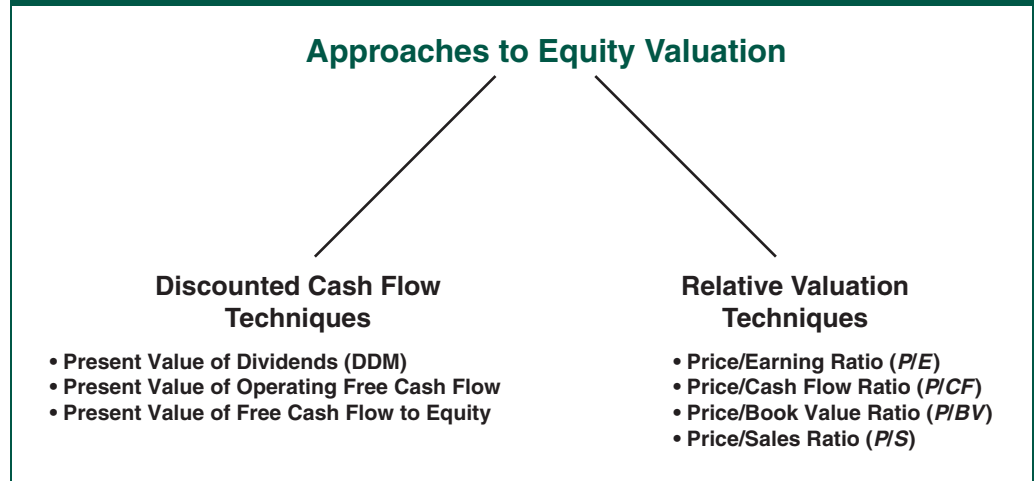 Approaches to Equity Valuation
Discounted Cash Flow
Techniques
• Present Value of Dividends (DDM)
• Present Value of Operating Free Cash Flow
• Present Value of Free Cash Flow to Equity
Relative Valuation
Techniques
• Price/Earning Ratio (P/E)
• Price/Cash Flow Ratio (P/CF)
• Price/Book Value Ratio (P/BV)
• Price/Sales Ratio (P/S)